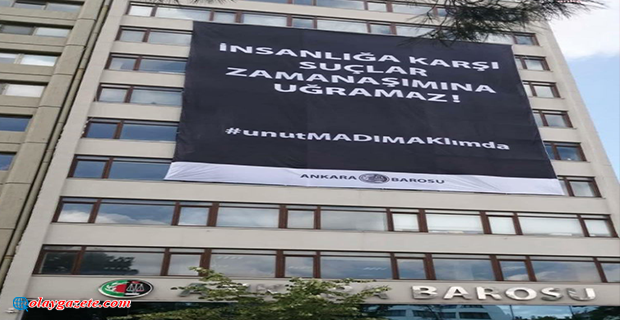 İNSANLIĞA KARŞI
SUÇLAR
ZAMANAŞIMINA
UĞRAMAZ!
#unutMADIMAKlımda
ANKARA BAROSU
BAROSU
olaygazete.com